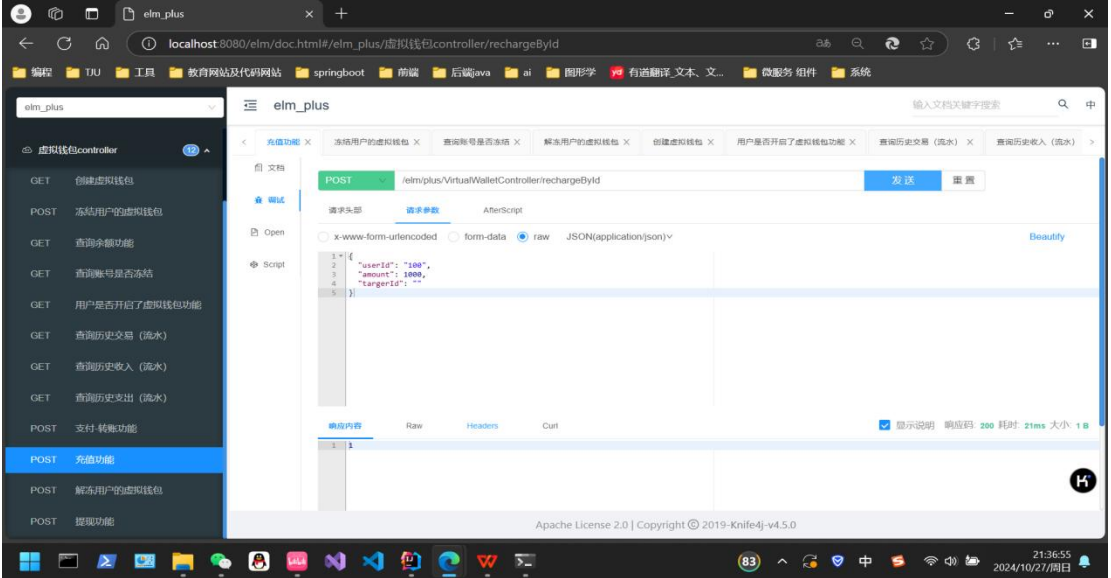 elm_plus
localhost:8080/elm/doc.html#/elm_plus/虚拟钱包controller/rechargeById
编程 TJU 工具 教育网站及代码网站 springboot 前端 后端java ai 图形学 有道翻译_文本、文... 微服务 组件 系统
elm_plus
elm_plus
输入文档关键字搜索
中
虚拟钱包controller 12
充值功能 冻结用户的虚拟钱包 查询账号是否冻结 解冻用户的虚拟钱包 创建虚拟钱包 用户是否开启了虚拟钱包功能 查询历史交易（流水） 查询历史收入（流水）
GET 创建虚拟钱包
POST 冻结用户的虚拟钱包
GET 查询余额功能
GET 查询账号是否冻结
GET 用户是否开启了虚拟钱包功能
GET 查询历史交易（流水）
GET 查询历史收入（流水）
GET 查询历史支出（流水）
POST 支付-转账功能
POST 充值功能
POST 解冻用户的虚拟钱包
POST 提现功能
文档
调试
Open
Script
POST /elm/plus/VirtualWalletController/rechargeById 发送 重置
请求头部 请求参数 AfterScript
x-www-form-urlencoded form-data raw JSON(application/json) Beautify
1 {
2 "userId": "100",
3 "amount": 1000,
4 "targerId": ""
5 }
响应内容 Raw Headers Curl 显示说明 响应码: 200 耗时: 21ms 大小: 1 B
1 1
Apache License 2.0 | Copyright © 2019-Knife4j-v4.5.0
83 中 21:36:55
2024/10/27/周日